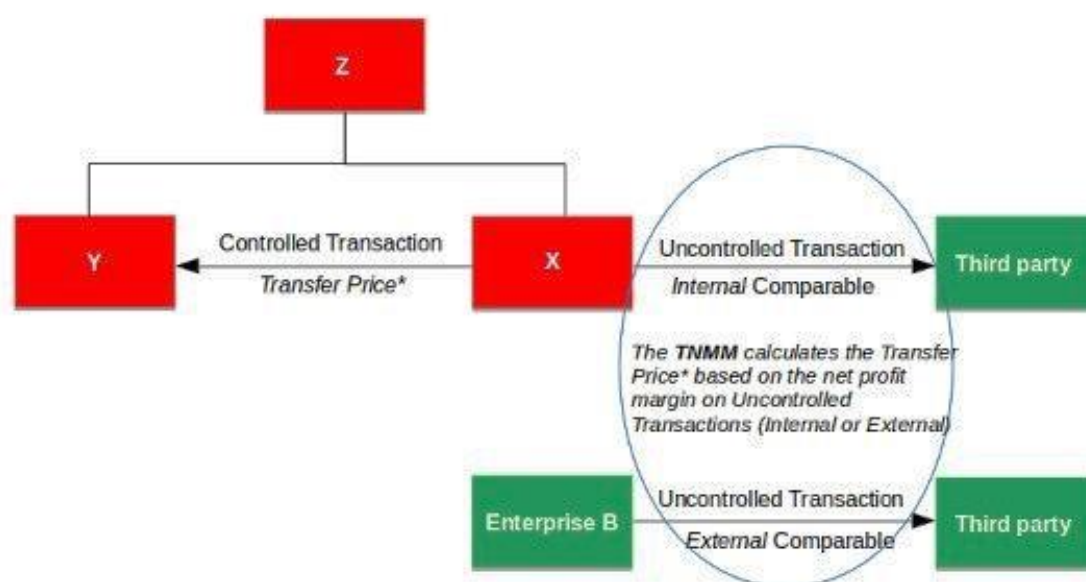 Z
Y
Controlled Transaction
Transfer Price*
X
Uncontrolled Transaction
Internal Comparable
Third party
The TNMM calculates the Transfer
Price* based on the net profit
margin on Uncontrolled
Transactions (Internal or External)
Enterprise B
Uncontrolled Transaction
External Comparable
Third party